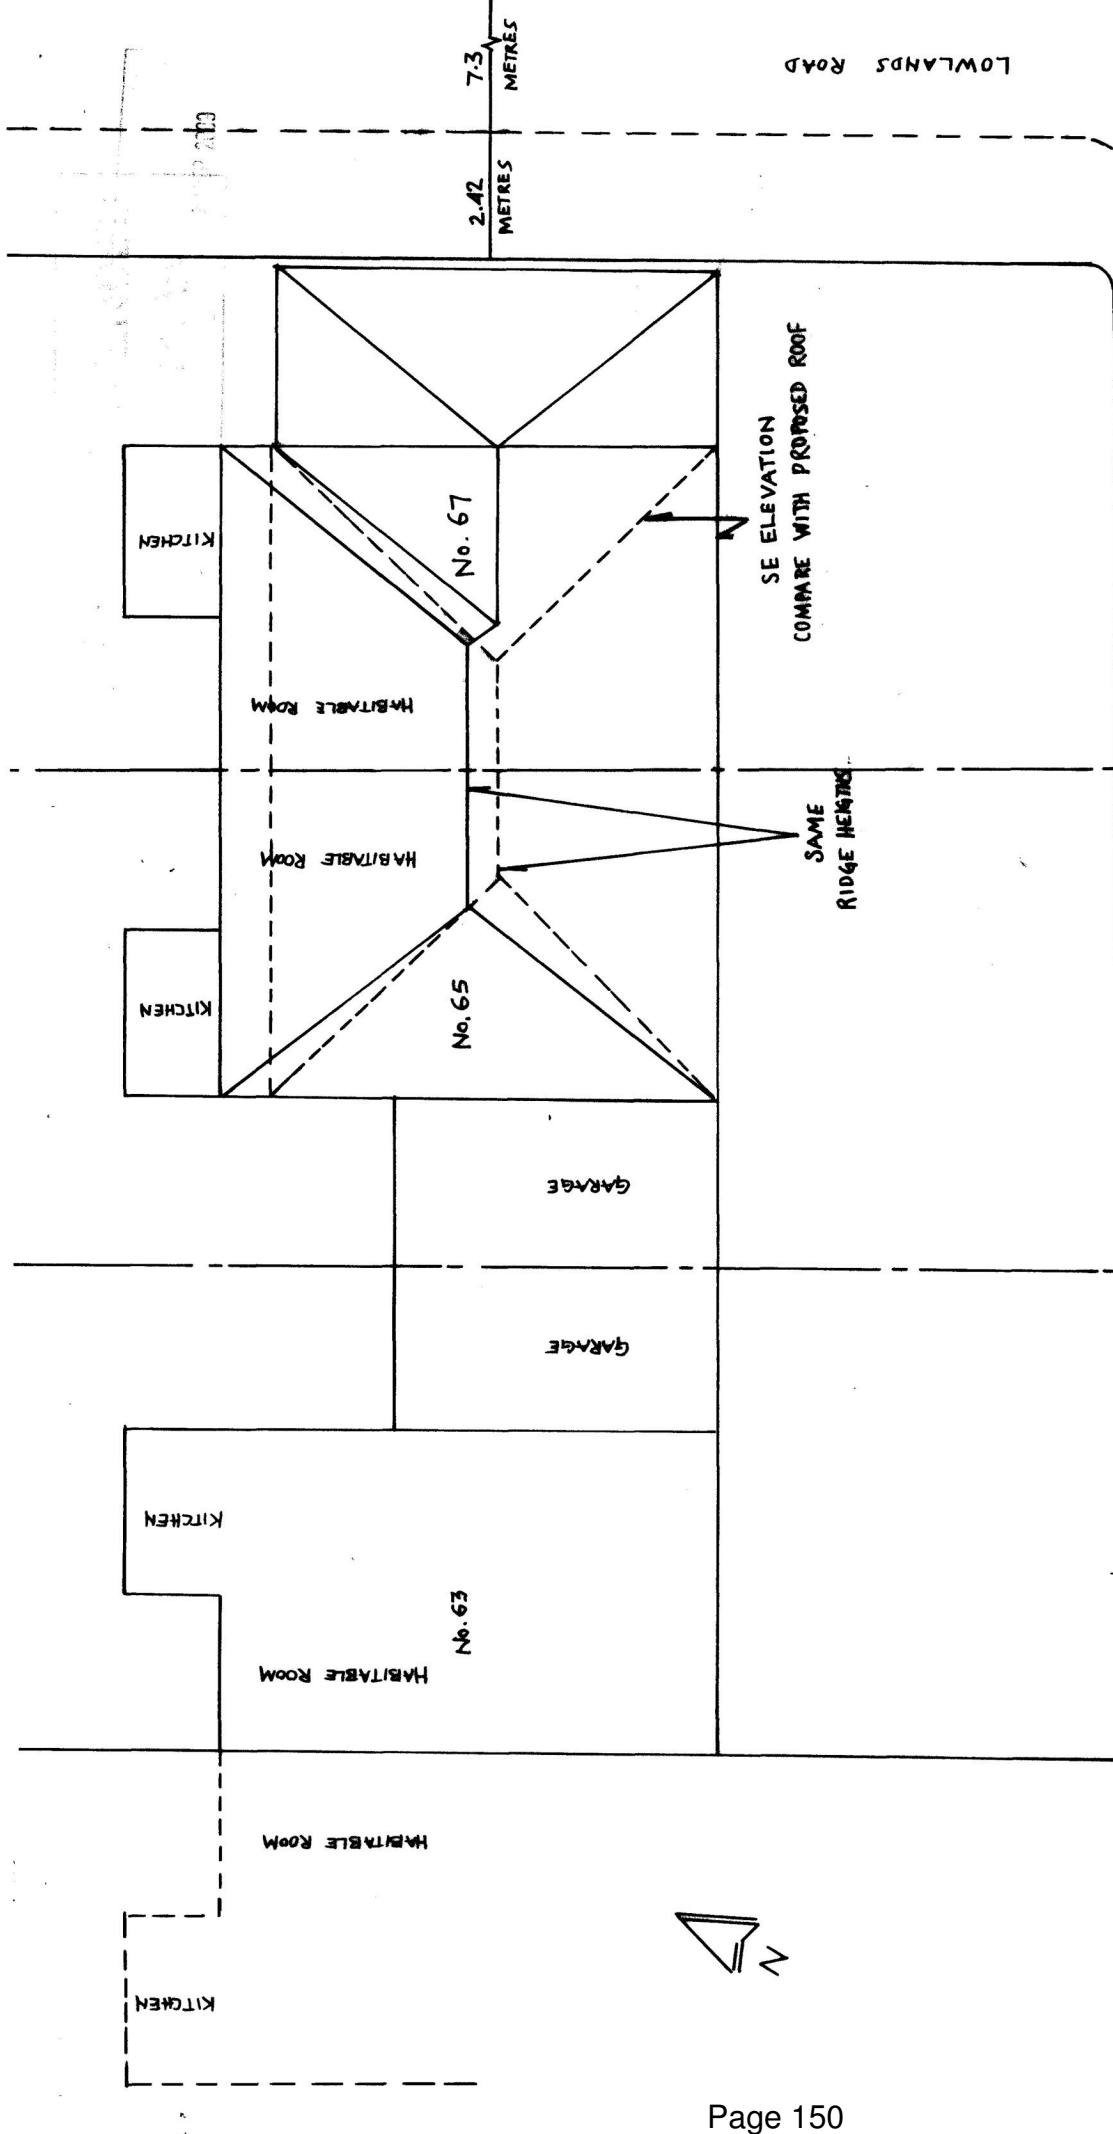 LOWLANDS ROAD
7.3
METRES
2.42
METRES
SE ELEVATION
COMPARE WITH PROPOSED ROOF
KITCHEN
No. 67
HABITABLE ROOM
HABITABLE ROOM
SAME
RIDGE HEIGTHS
KITCHEN
No. 65
GARAGE
GARAGE
KITCHEN
No. 63
HABITABLE ROOM
HABITABLE ROOM
KITCHEN
N
Page 150